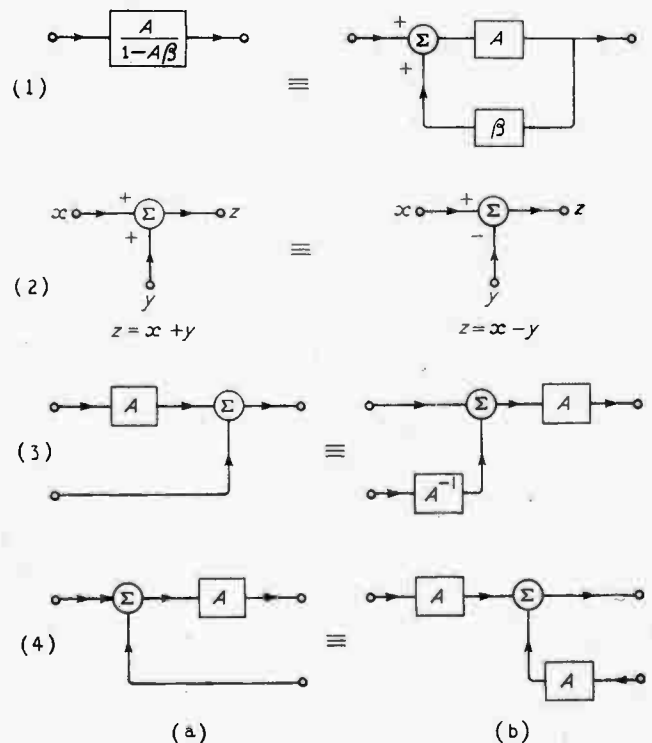 A + A
1−Aβ Σ
+
(1) ≡
β
x + Σ z ≡ x + Σ z
+ −
(2)
y y
z = x + y z = x − y
A Σ Σ A
(3) ≡
A⁻¹
Σ A A Σ
(4) ≡
A
(a) (b)